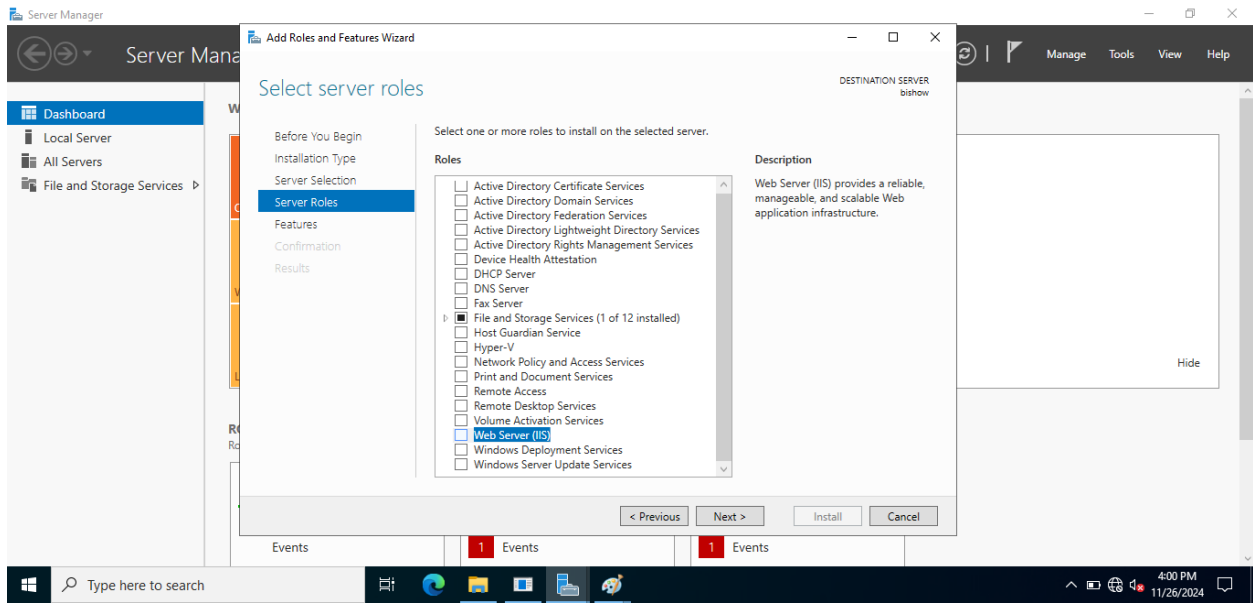 Server Manager
Server Mana
Manage Tools View Help
Dashboard
Local Server
All Servers
File and Storage Services
Add Roles and Features Wizard
Select server roles
DESTINATION SERVER
bishow
Before You Begin
Installation Type
Server Selection
Server Roles
Features
Confirmation
Results
Select one or more roles to install on the selected server.
Roles
Active Directory Certificate Services
Active Directory Domain Services
Active Directory Federation Services
Active Directory Lightweight Directory Services
Active Directory Rights Management Services
Device Health Attestation
DHCP Server
DNS Server
Fax Server
File and Storage Services (1 of 12 installed)
Host Guardian Service
Hyper-V
Network Policy and Access Services
Print and Document Services
Remote Access
Remote Desktop Services
Volume Activation Services
Web Server (IIS)
Windows Deployment Services
Windows Server Update Services
Description
Web Server (IIS) provides a reliable,
manageable, and scalable Web
application infrastructure.
< Previous Next > Install Cancel
Hide
Events
1 Events
1 Events
Type here to search
4:00 PM
11/26/2024